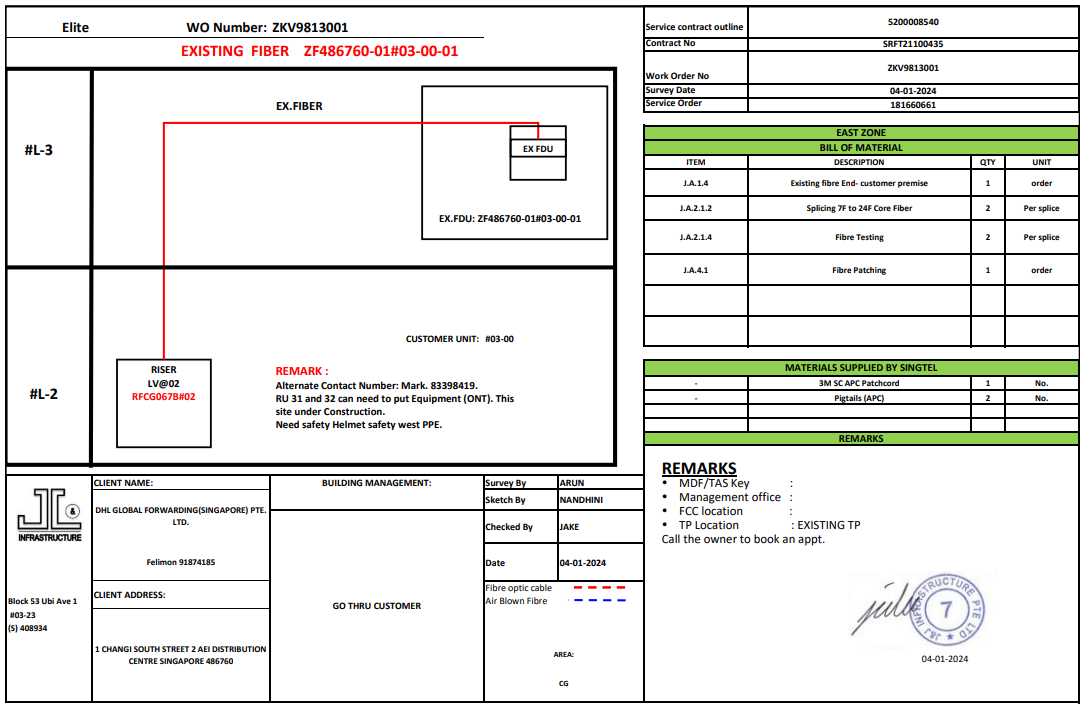 Elite
WO Number: ZKV9813001
EXISTING FIBER ZF486760-01#03-00-01
#L-3
EX.FIBER
EX FDU
EX.FDU: ZF486760-01#03-00-01
#L-2
CUSTOMER UNIT: #03-00
RISER
LV@02
RFCG067B#02
REMARK :
Alternate Contact Number: Mark. 83398419.
RU 31 and 32 can need to put Equipment (ONT). This
site under Construction.
Need safety Helmet safety west PPE.
Service contract outline 5200008540
Contract No SRFT21100435
Work Order No ZKV9813001
Survey Date 04-01-2024
Service Order 181660661
EAST ZONE
BILL OF MATERIAL
ITEM DESCRIPTION QTY UNIT
J.A.1.4 Existing fibre End- customer premise 1 order
J.A.2.1.2 Splicing 7F to 24F Core Fiber 2 Per splice
J.A.2.1.4 Fibre Testing 2 Per splice
J.A.4.1 Fibre Patching 1 order
MATERIALS SUPPLIED BY SINGTEL
- 3M SC APC Patchcord 1 No.
- Pigtails (APC) 2 No.
REMARKS
REMARKS
• MDF/TAS Key :
• Management office :
• FCC location :
• TP Location : EXISTING TP
Call the owner to book an appt.
J&J INFRASTRUCTURE PTE LTD
7
04-01-2024
J&J
INFRASTRUCTURE
Block 53 Ubi Ave 1
#03-23
(S) 408934
CLIENT NAME:
DHL GLOBAL FORWARDING(SINGAPORE) PTE.
LTD.
Felimon 91874185
CLIENT ADDRESS:
1 CHANGI SOUTH STREET 2 AEI DISTRIBUTION
CENTRE SINGAPORE 486760
BUILDING MANAGEMENT:
GO THRU CUSTOMER
Survey By ARUN
Sketch By NANDHINI
Checked By JAKE
Date 04-01-2024
Fibre optic cable
Air Blown Fibre
AREA:
CG